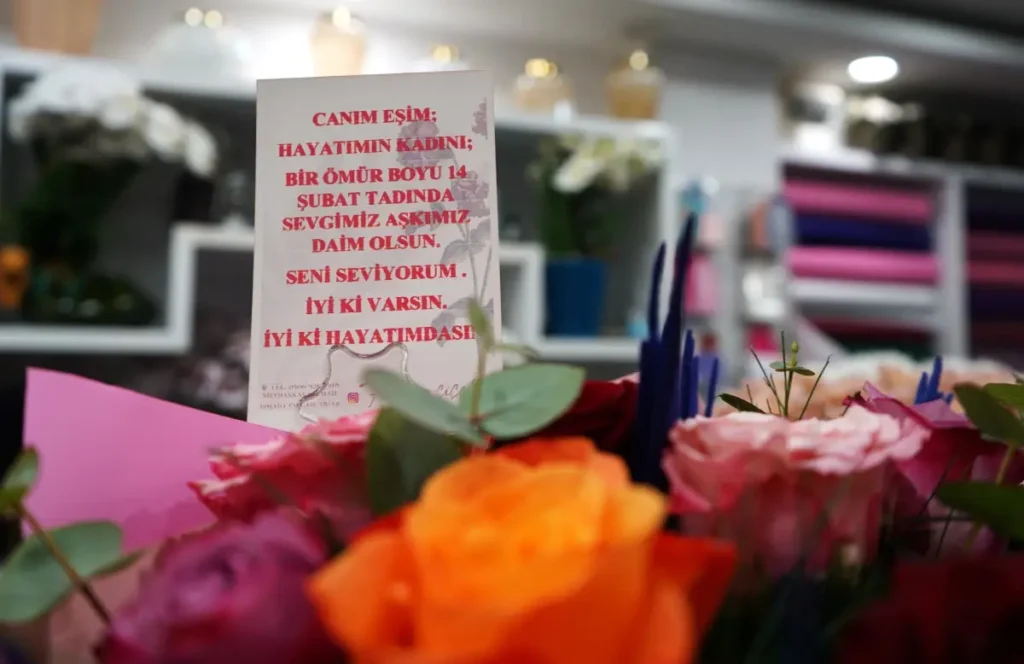 CANIM EŞİM;
HAYATIMIN KADINI;
BİR ÖMÜR BOYU 14
ŞUBAT TADINDA
SEVGİMİZ AŞKIMIZ
DAİM OLSUN.
SENİ SEVİYORUM .
İYİ Kİ VARSIN.
İYİ Kİ HAYATIMDASI